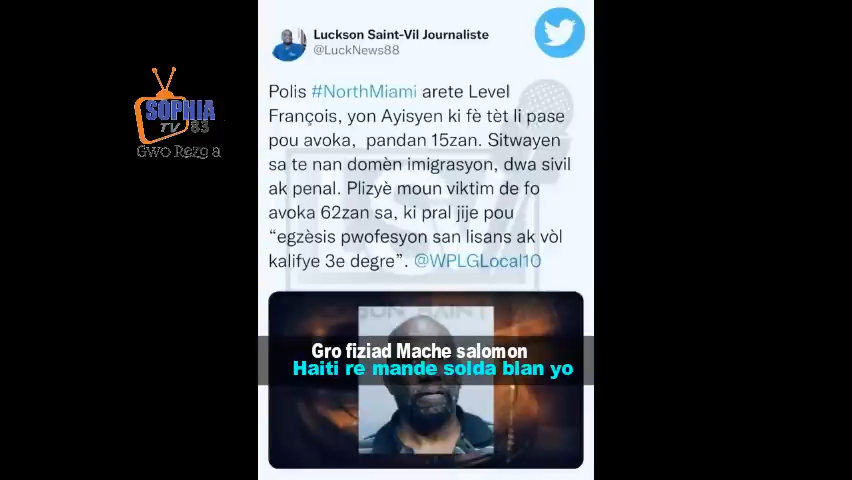 Luckson Saint-Vil Journaliste
@LuckNews88
SOPHIA
TV 83
Gwo Rezo a
Polis #NorthMiami arete Level
François, yon Ayisyen ki fè tèt li pase
pou avoka, pandan 15zan. Sitwayen
sa te nan domèn imigrasyon, dwa sivil
ak penal. Plizyè moun viktim de fo
avoka 62zan sa, ki pral jije pou
“egzèsis pwofesyon san lisans ak vòl
kalifye 3e degre”. @WPLGLocal10
Gro fiziad Mache salomon
Haiti re mande solda blan yo